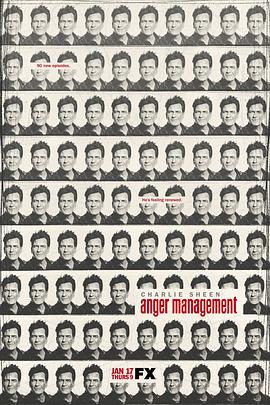 90 new episodes.
He's feeling renewed.
CHARLIE SHEEN
anger management
JAN 17
THURS 9 FX